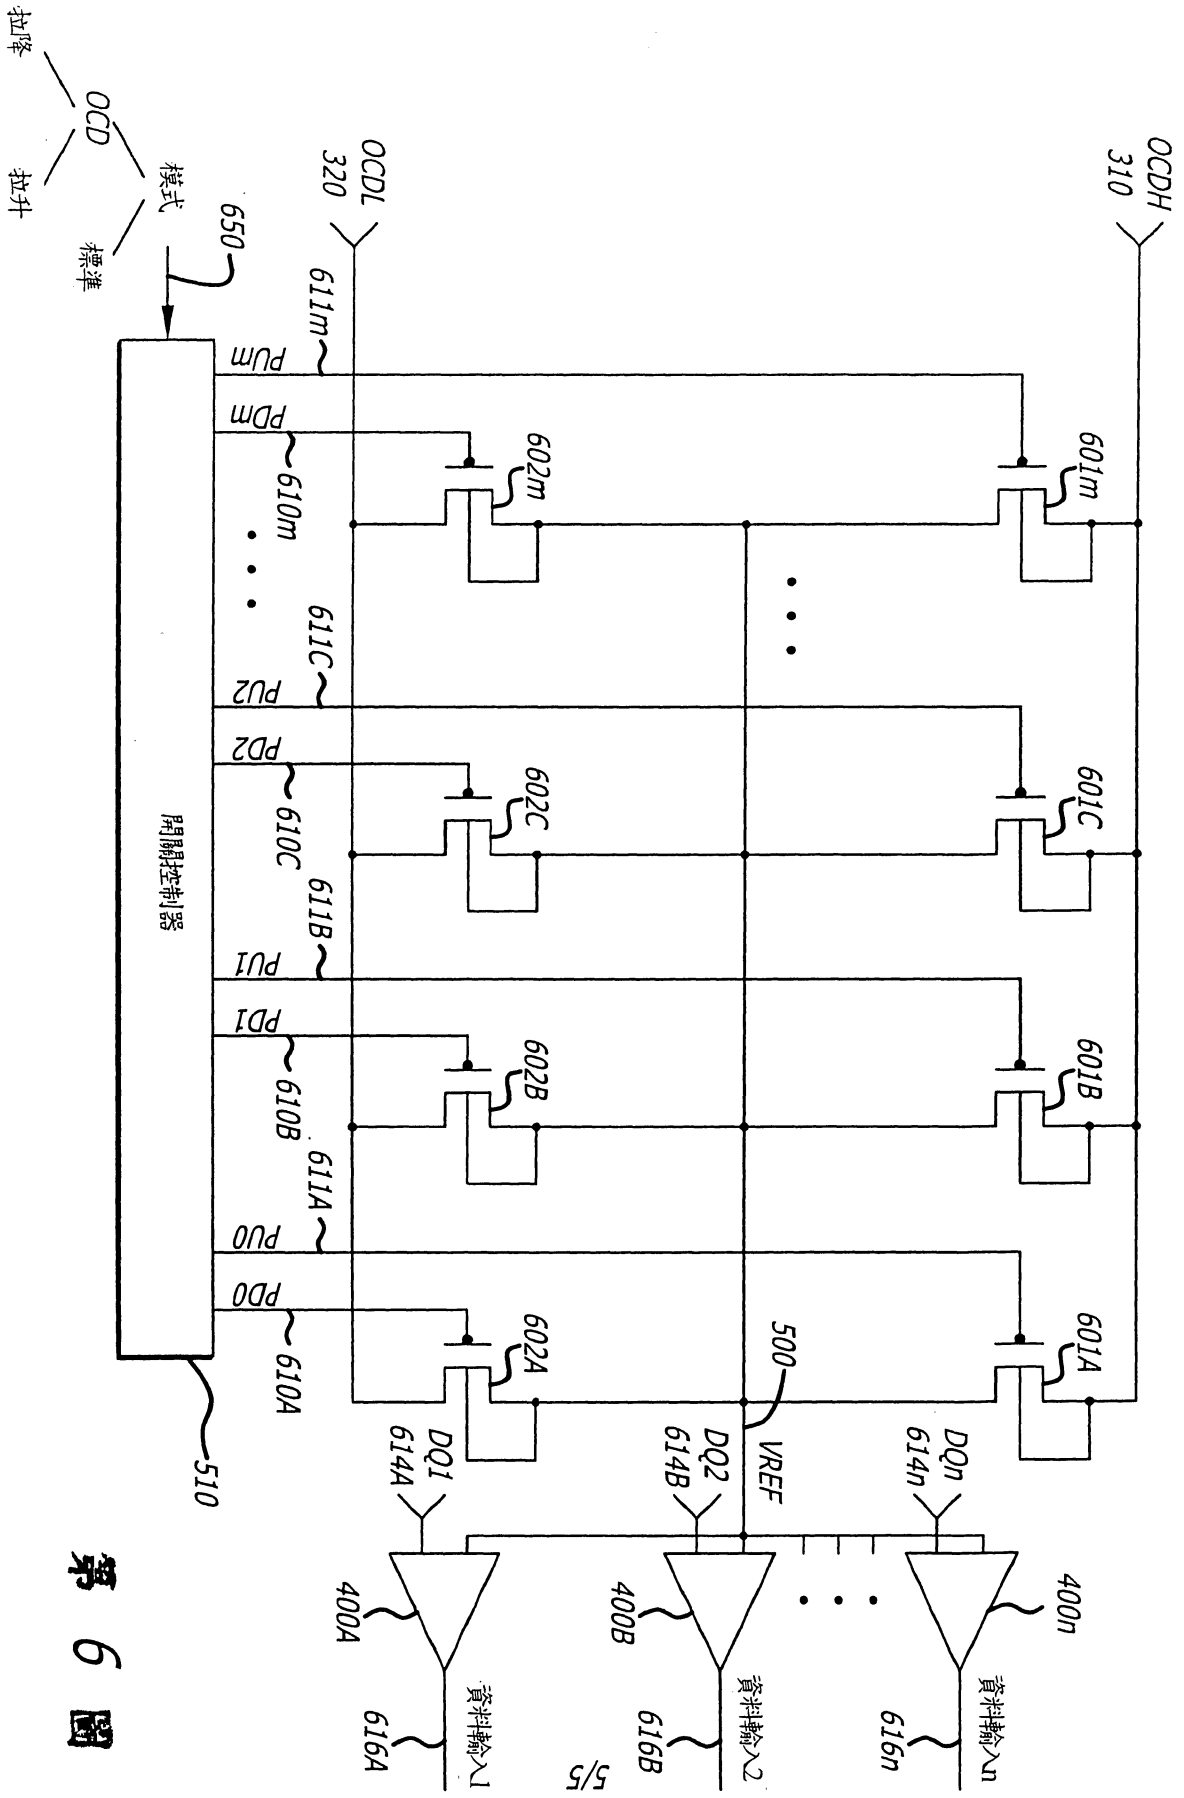 OCDH
310
601m
601C
601B
601A
602m
602C
602B
602A
OCDL
320
500
VREF
DQn
614n
DQ2
614B
DQ1
614A
400n
400B
400A
資料輸入n
616n
資料輸入2
616B
資料輸入1
616A
611m
610m
611C
610C
611B
610B
611A
610A
PUm
PDm
PU2
PD2
PU1
PD1
PU0
PD0
650
模式
OCD
標準
拉降
拉升
開關控制器
510
第 6 圖
5/5